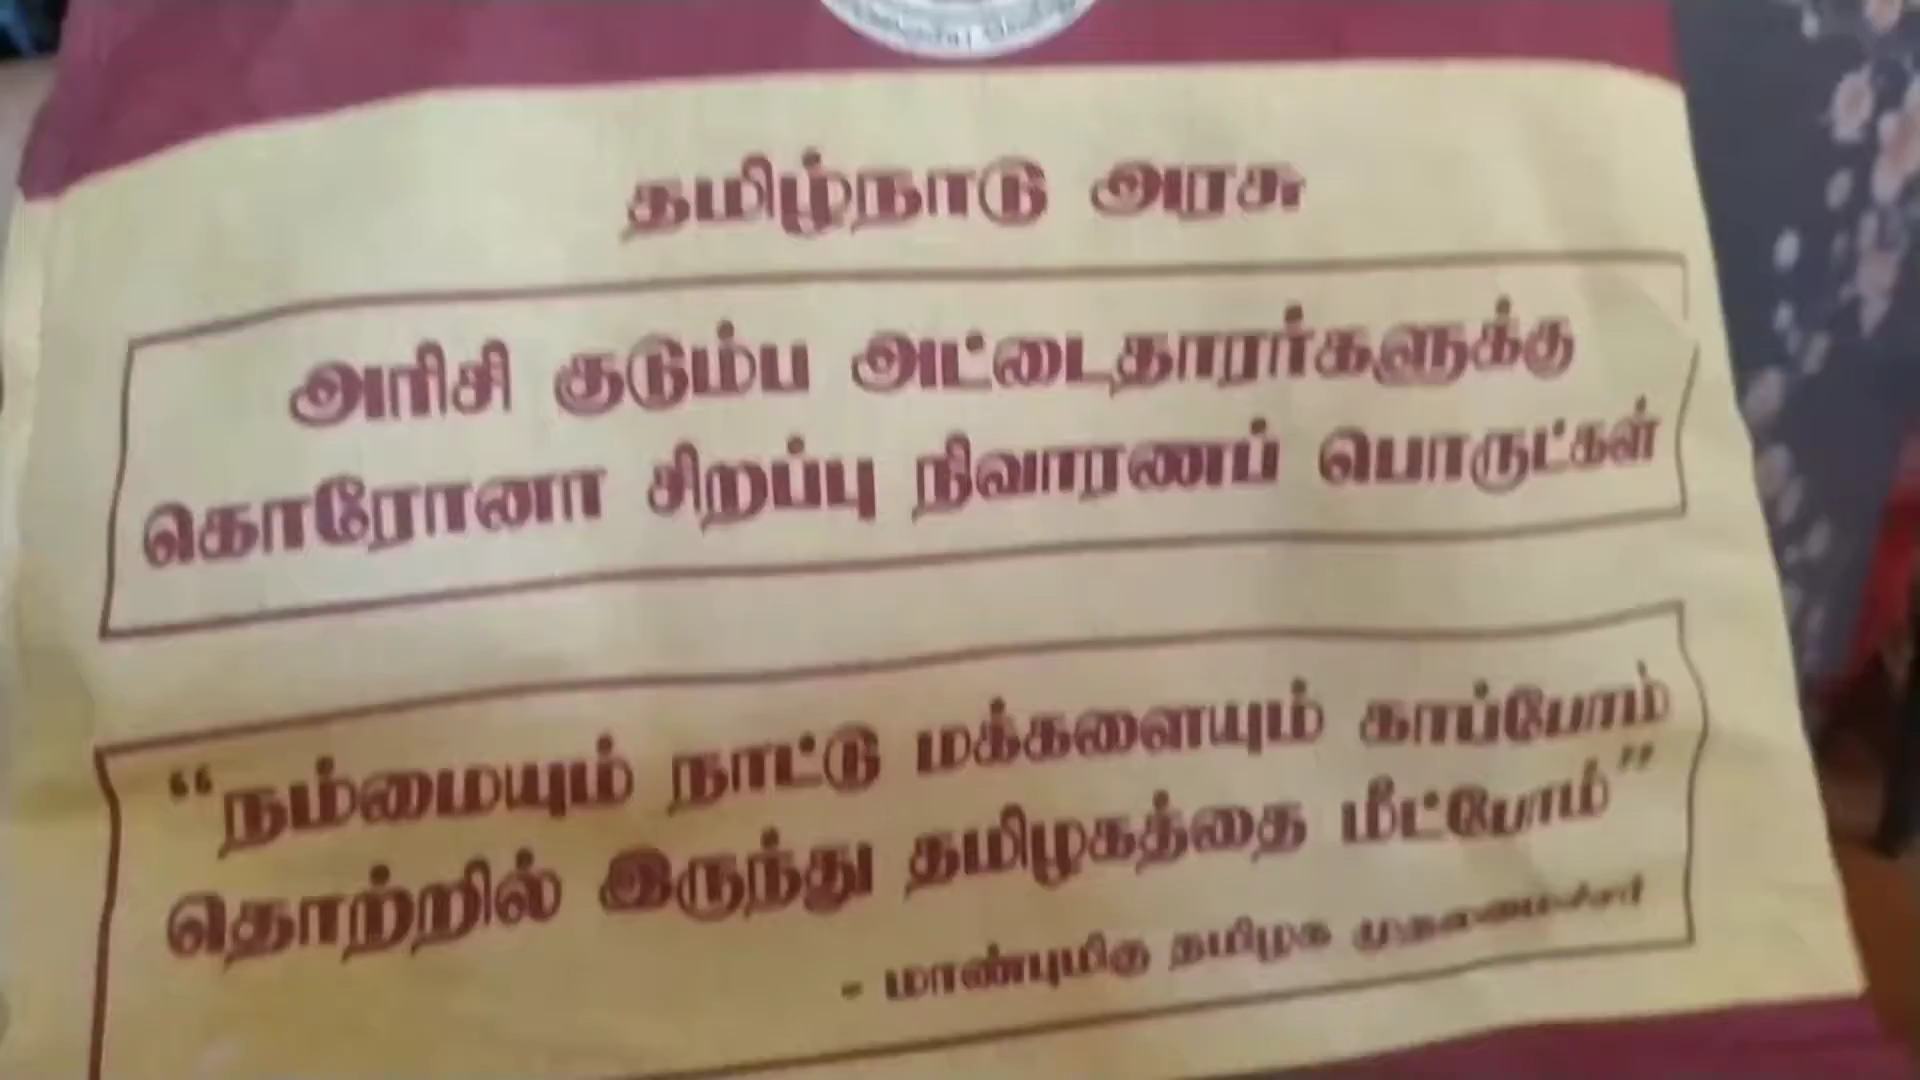 தமிழ்நாடு அரசு
அரிசி குடும்ப அட்டைதாரர்களுக்கு
கொரோனா சிறப்பு நிவாரணப் பொருட்கள்
“நம்மையும் நாட்டு மக்களையும் காப்போம்
தொற்றில் இருந்து தமிழகத்தை மீட்போம்”
- மாண்புமிகு தமிழக முதலமைச்சர்